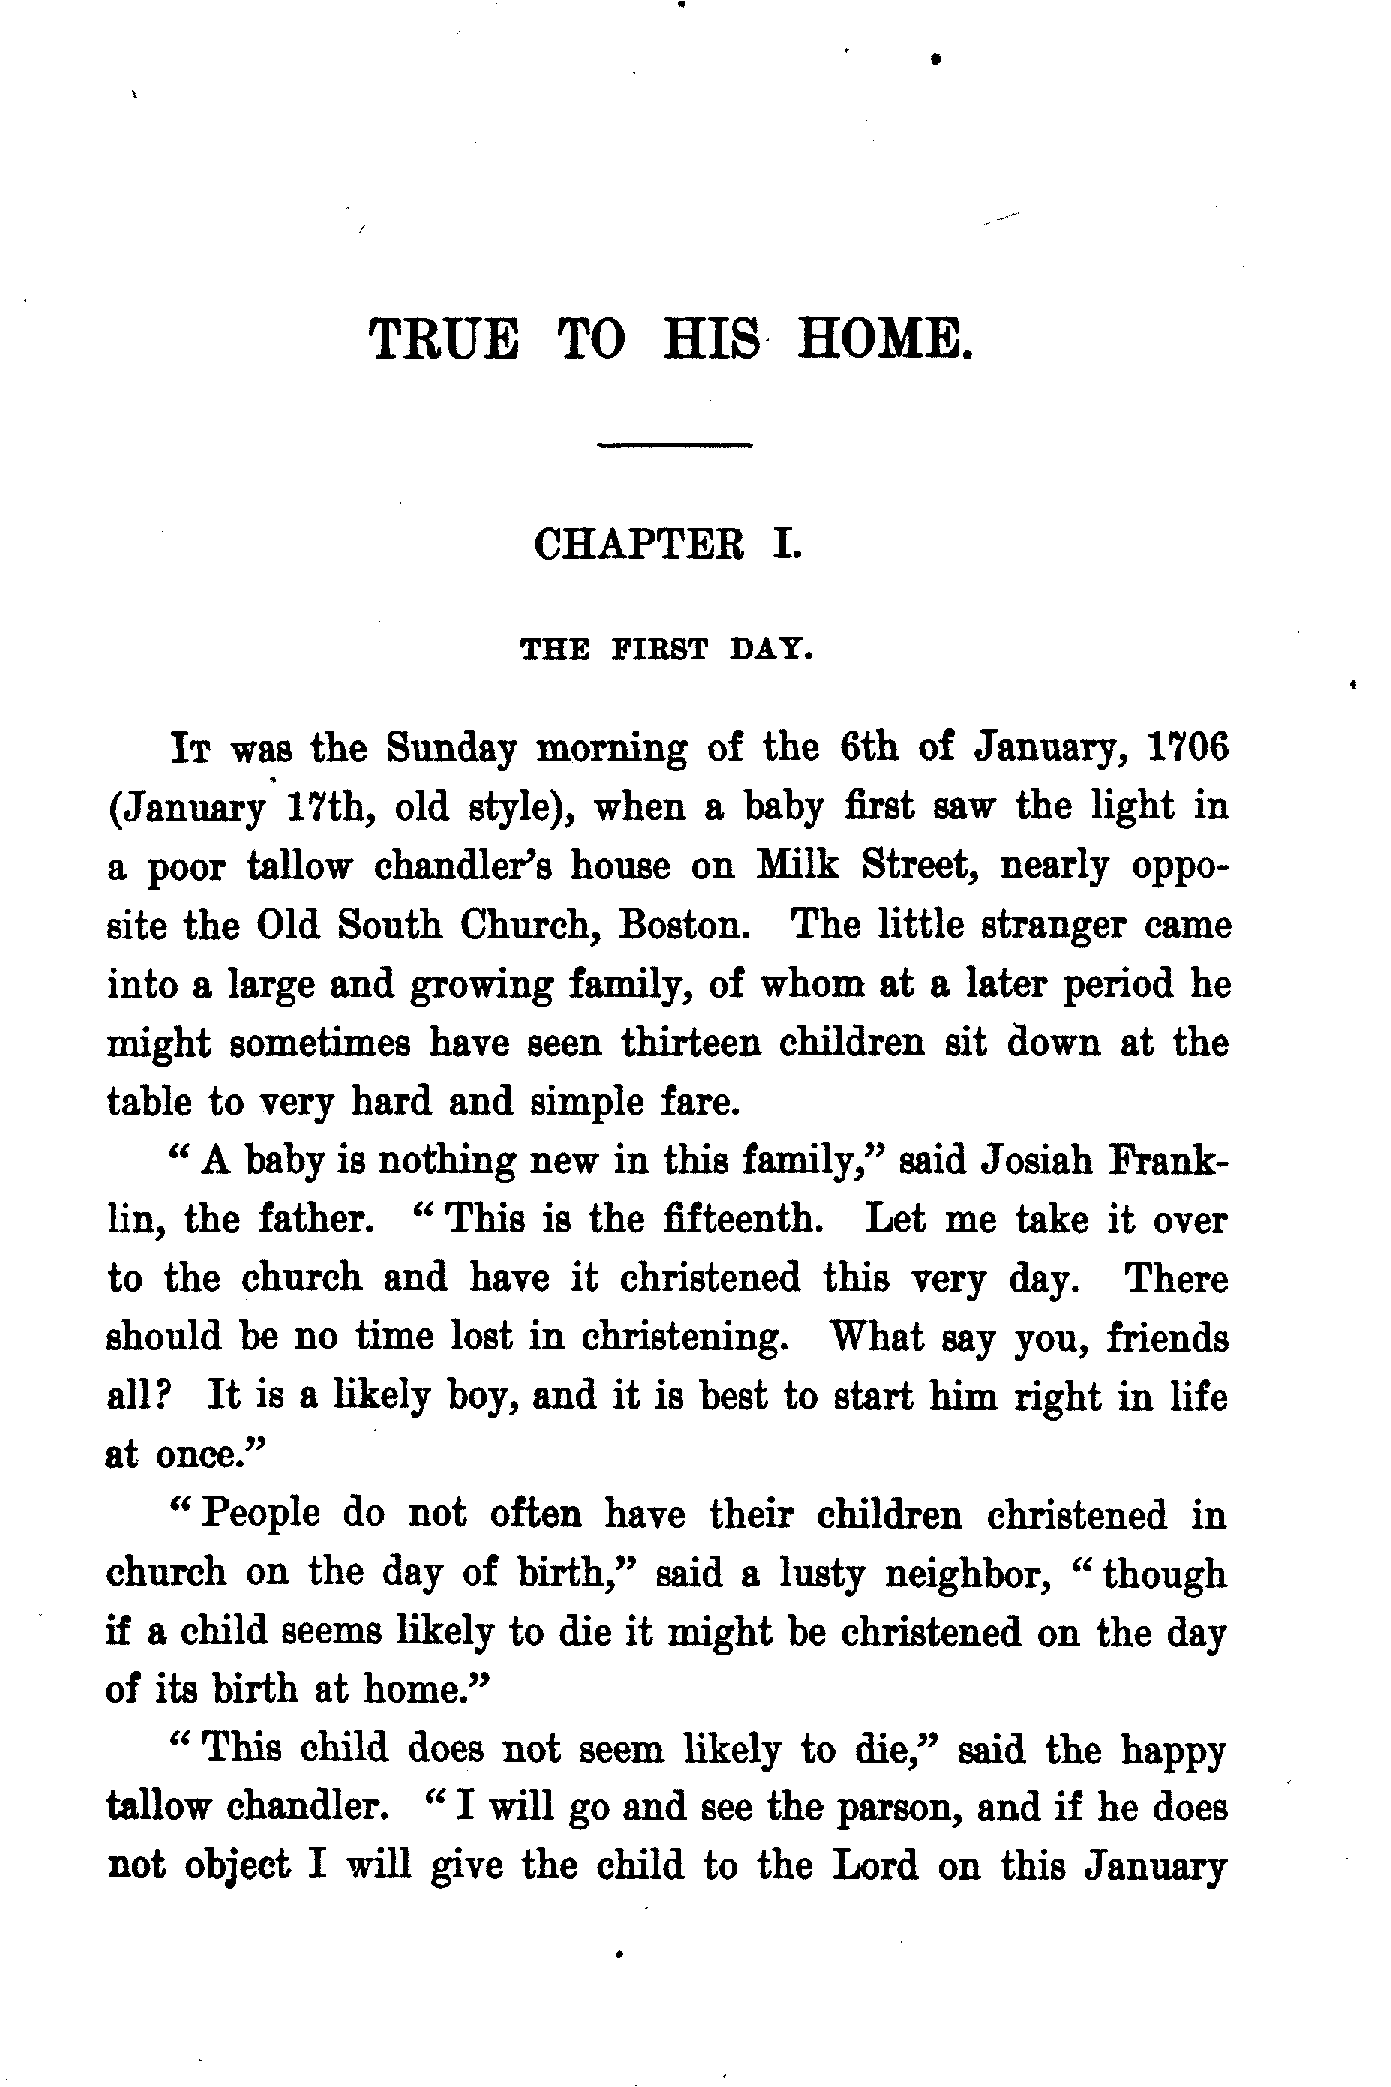 TRUE TO HIS HOME.
CHAPTER I.
THE FIRST DAY.
IT was the Sunday morning of the 6th of January, 1706
(January 17th, old style), when a baby first saw the light in
a poor tallow chandler's house on Milk Street, nearly oppo-
site the Old South Church, Boston. The little stranger came
into a large and growing family, of whom at a later period he
might sometimes have seen thirteen children sit down at the
table to very hard and simple fare.
“A baby is nothing new in this family,” said Josiah Frank-
lin, the father. “This is the fifteenth. Let me take it over
to the church and have it christened this very day. There
should be no time lost in christening. What say you, friends
all? It is a likely boy, and it is best to start him right in life
at once.”
“People do not often have their children christened in
church on the day of birth,” said a lusty neighbor, “though
if a child seems likely to die it might be christened on the day
of its birth at home.”
“This child does not seem likely to die,” said the happy
tallow chandler. “I will go and see the parson, and if he does
not object I will give the child to the Lord on this January